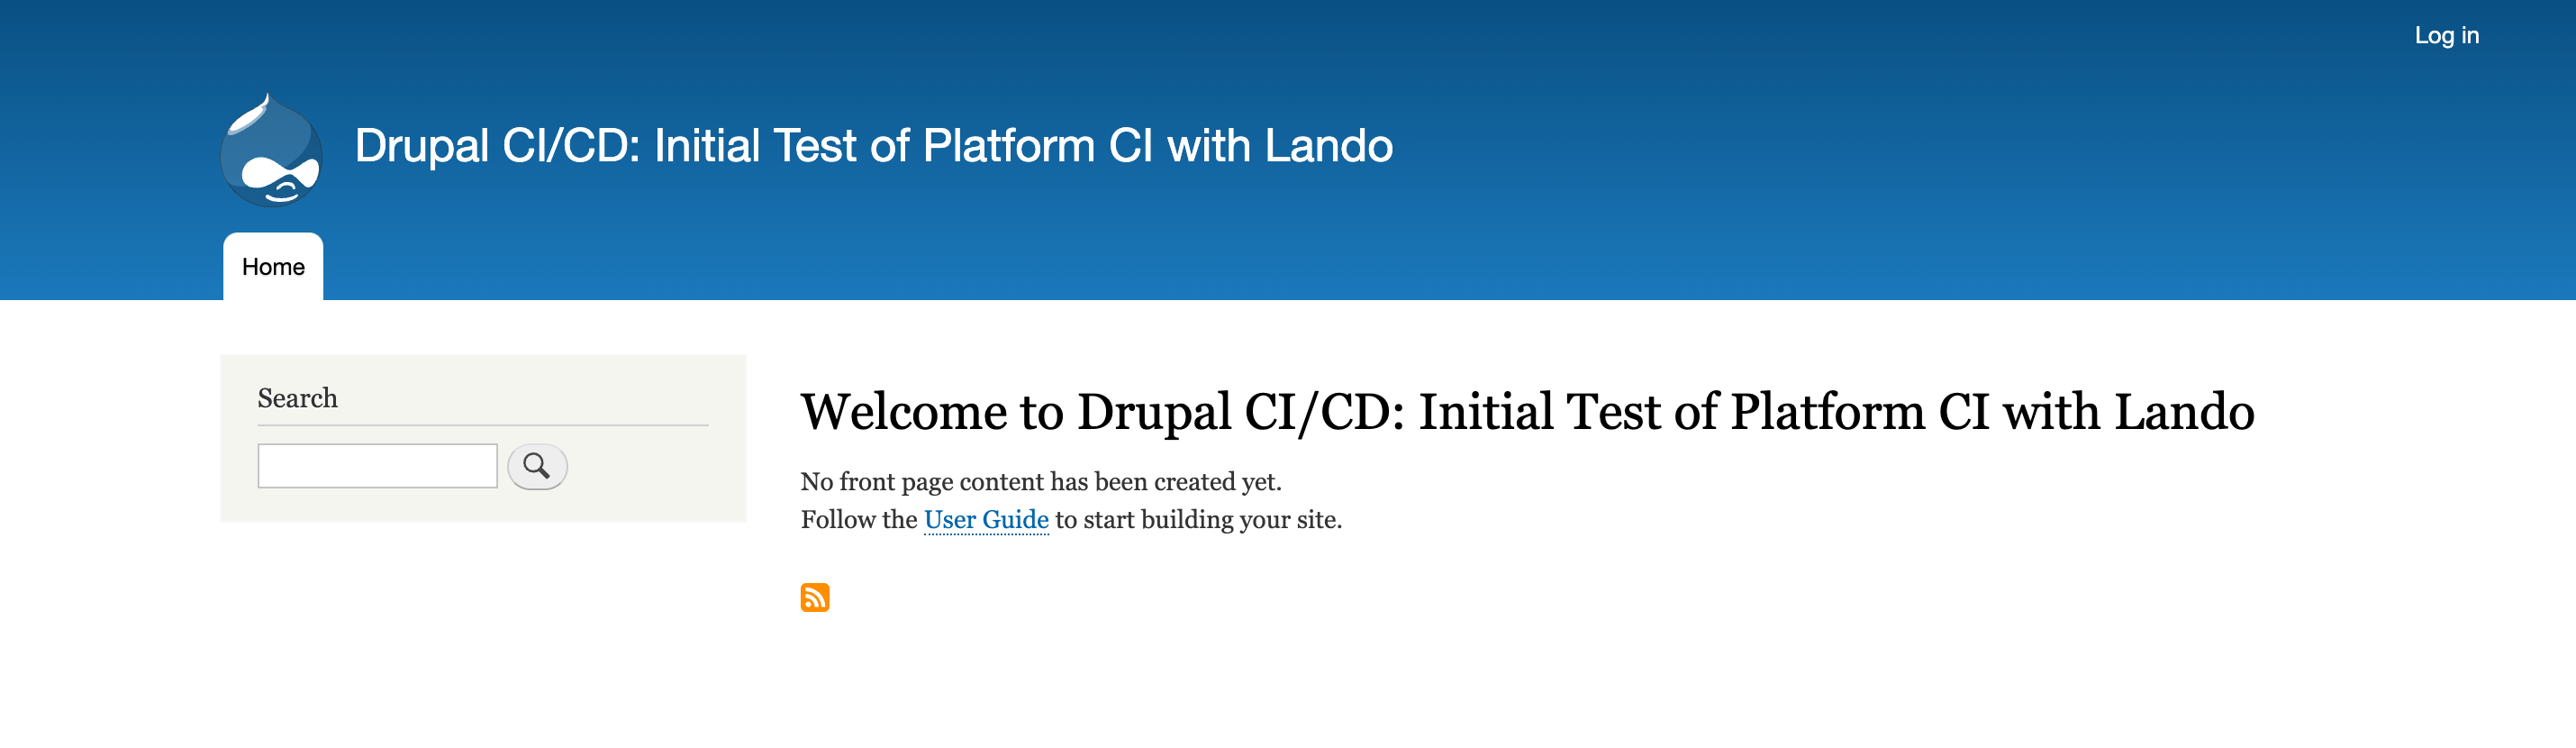 Log in
Drupal CI/CD: Initial Test of Platform CI with Lando
Home
Search
Welcome to Drupal CI/CD: Initial Test of Platform CI with Lando
No front page content has been created yet.
Follow the User Guide to start building your site.